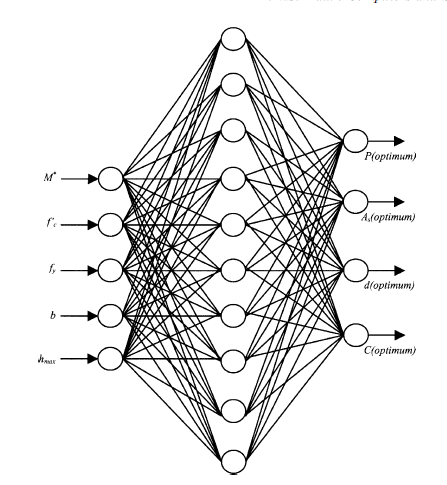 M*
P(optimum)
f'c
As(optimum)
fy
d(optimum)
b
C(optimum)
hmax